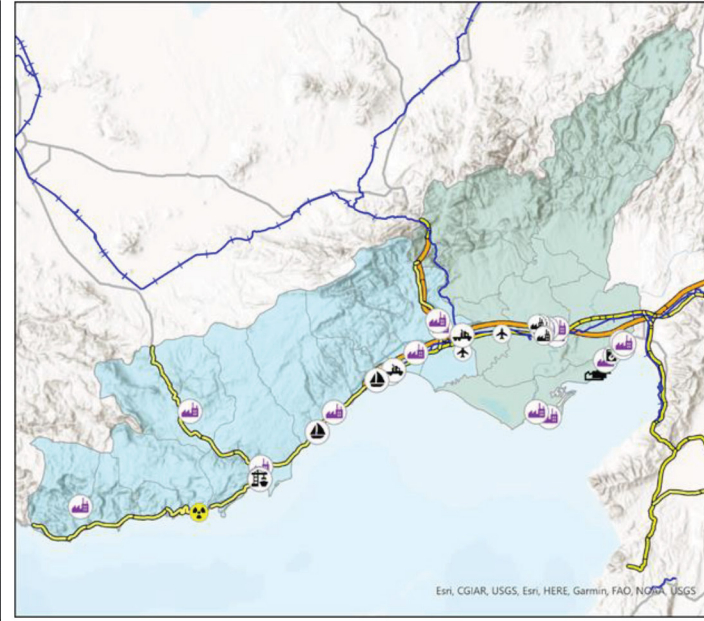 Esri, CGIAR, USGS, Esri, HERE, Garmin, FAO, NOAA, USGS